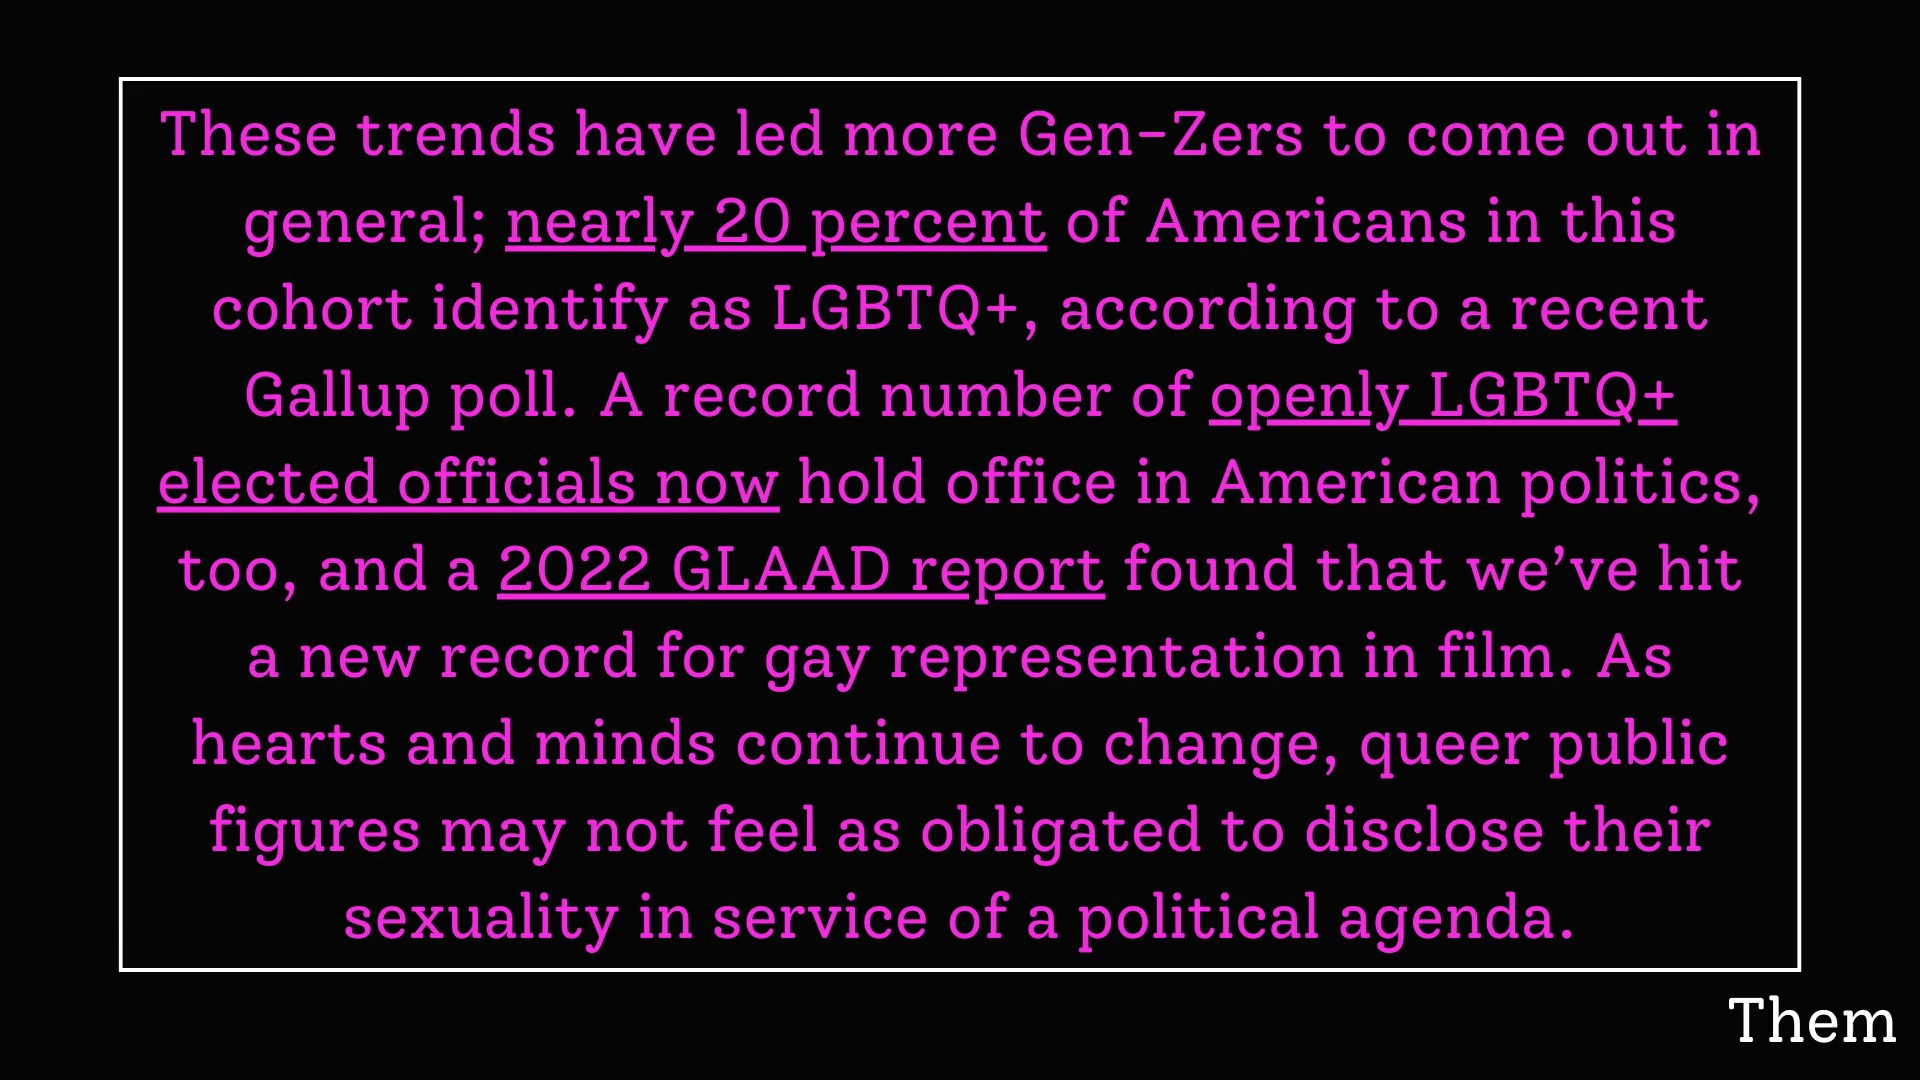 These trends have led more Gen-Zers to come out in
general; nearly 20 percent of Americans in this
cohort identify as LGBTQ+, according to a recent
Gallup poll. A record number of openly LGBTQ+
elected officials now hold office in American politics,
too, and a 2022 GLAAD report found that we’ve hit
a new record for gay representation in film. As
hearts and minds continue to change, queer public
figures may not feel as obligated to disclose their
sexuality in service of a political agenda.
Them